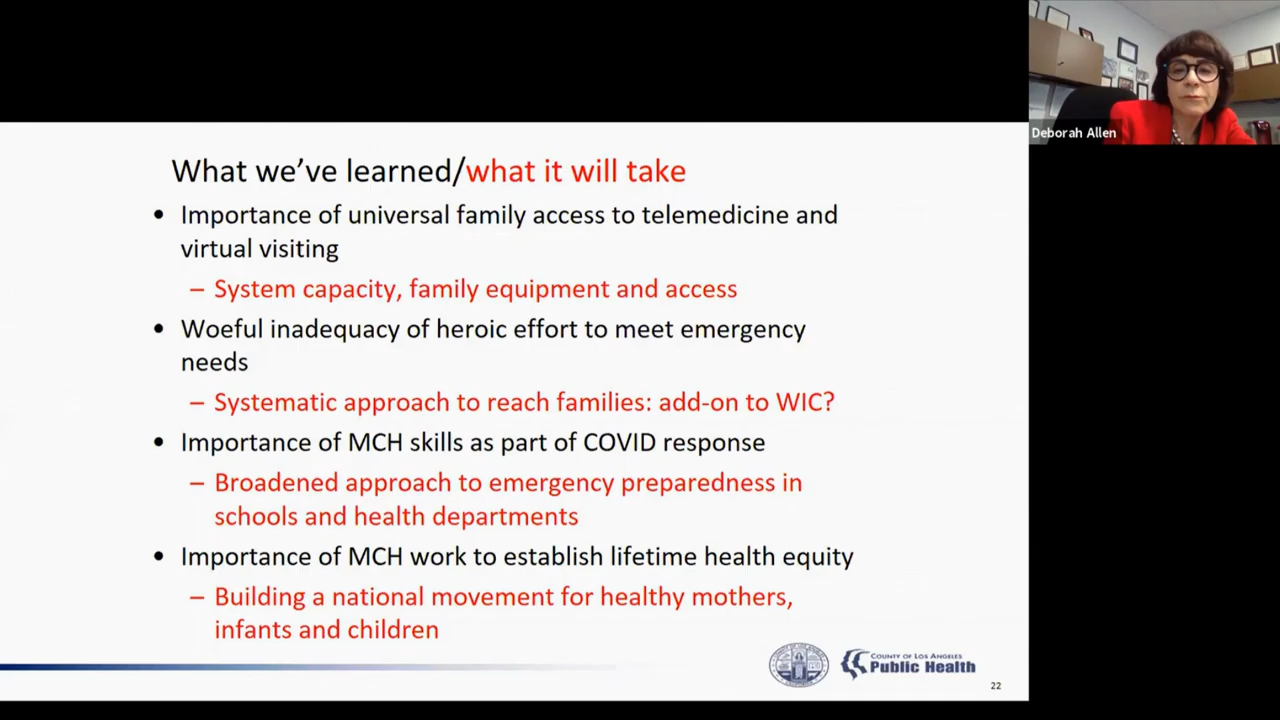 What we’ve learned/what it will take
• Importance of universal family access to telemedicine and
virtual visiting
– System capacity, family equipment and access
• Woeful inadequacy of heroic effort to meet emergency
needs
– Systematic approach to reach families: add-on to WIC?
• Importance of MCH skills as part of COVID response
– Broadened approach to emergency preparedness in
schools and health departments
• Importance of MCH work to establish lifetime health equity
– Building a national movement for healthy mothers,
infants and children
County of Los Angeles
Public Health
22
Deborah Allen